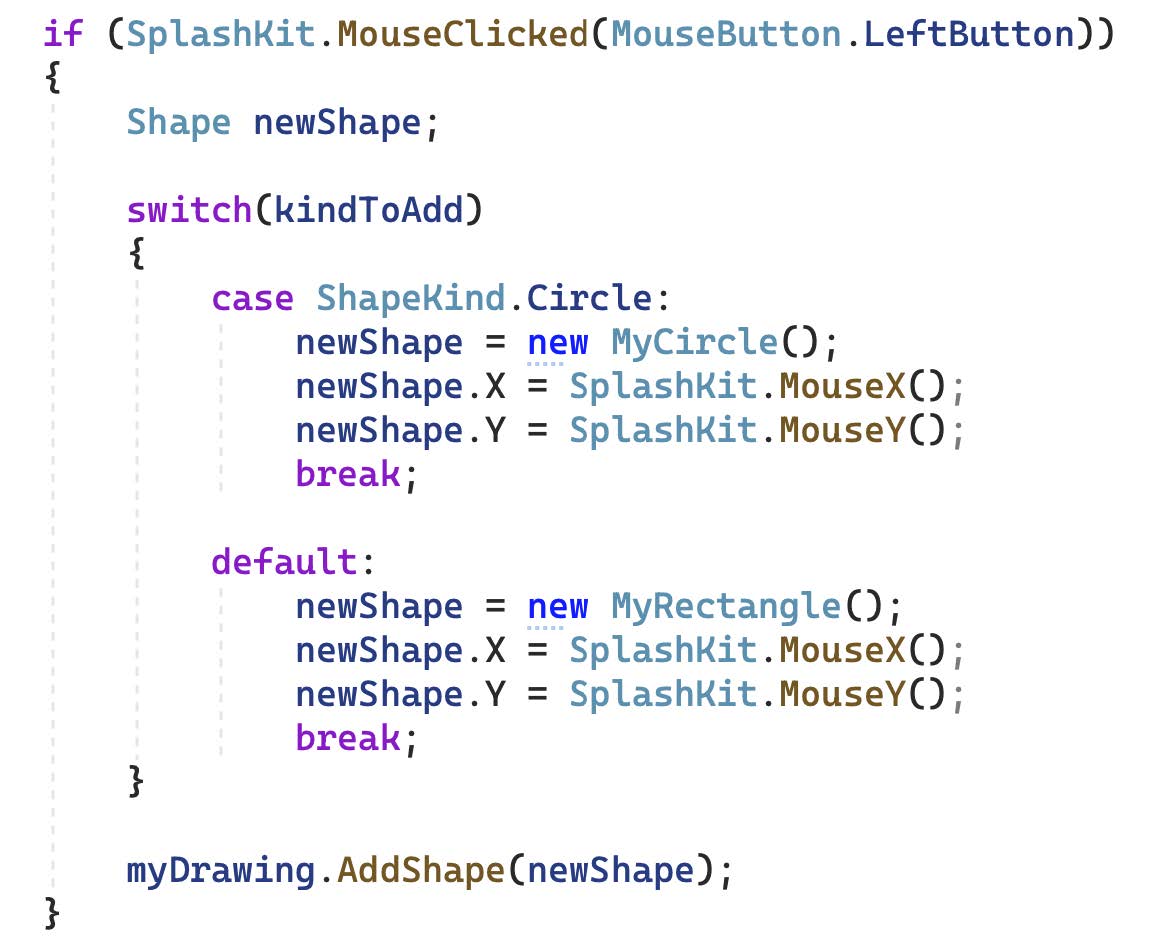 if (SplashKit.MouseClicked(MouseButton.LeftButton))
{
    Shape newShape;

    switch(kindToAdd)
    {
        case ShapeKind.Circle:
            newShape = new MyCircle();
            newShape.X = SplashKit.MouseX();
            newShape.Y = SplashKit.MouseY();
            break;

        default:
            newShape = new MyRectangle();
            newShape.X = SplashKit.MouseX();
            newShape.Y = SplashKit.MouseY();
            break;
    }

    myDrawing.AddShape(newShape);
}